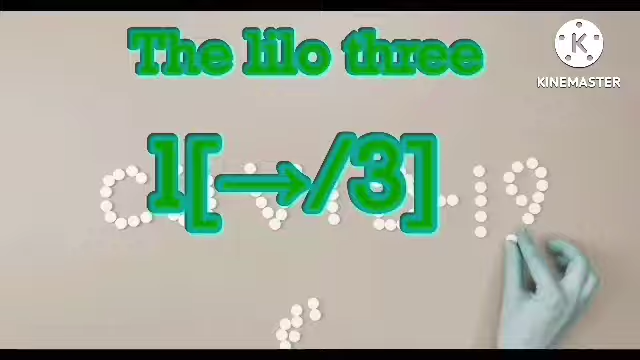 The lilo three
K
KINEMASTER
1[→/3]